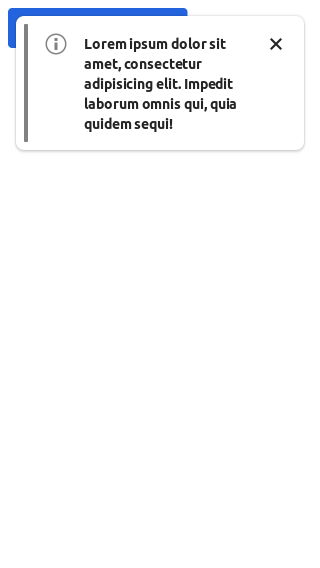 Lorem ipsum dolor sit
amet, consectetur
adipisicing elit. Impedit
laborum omnis qui, quia
quidem sequi!